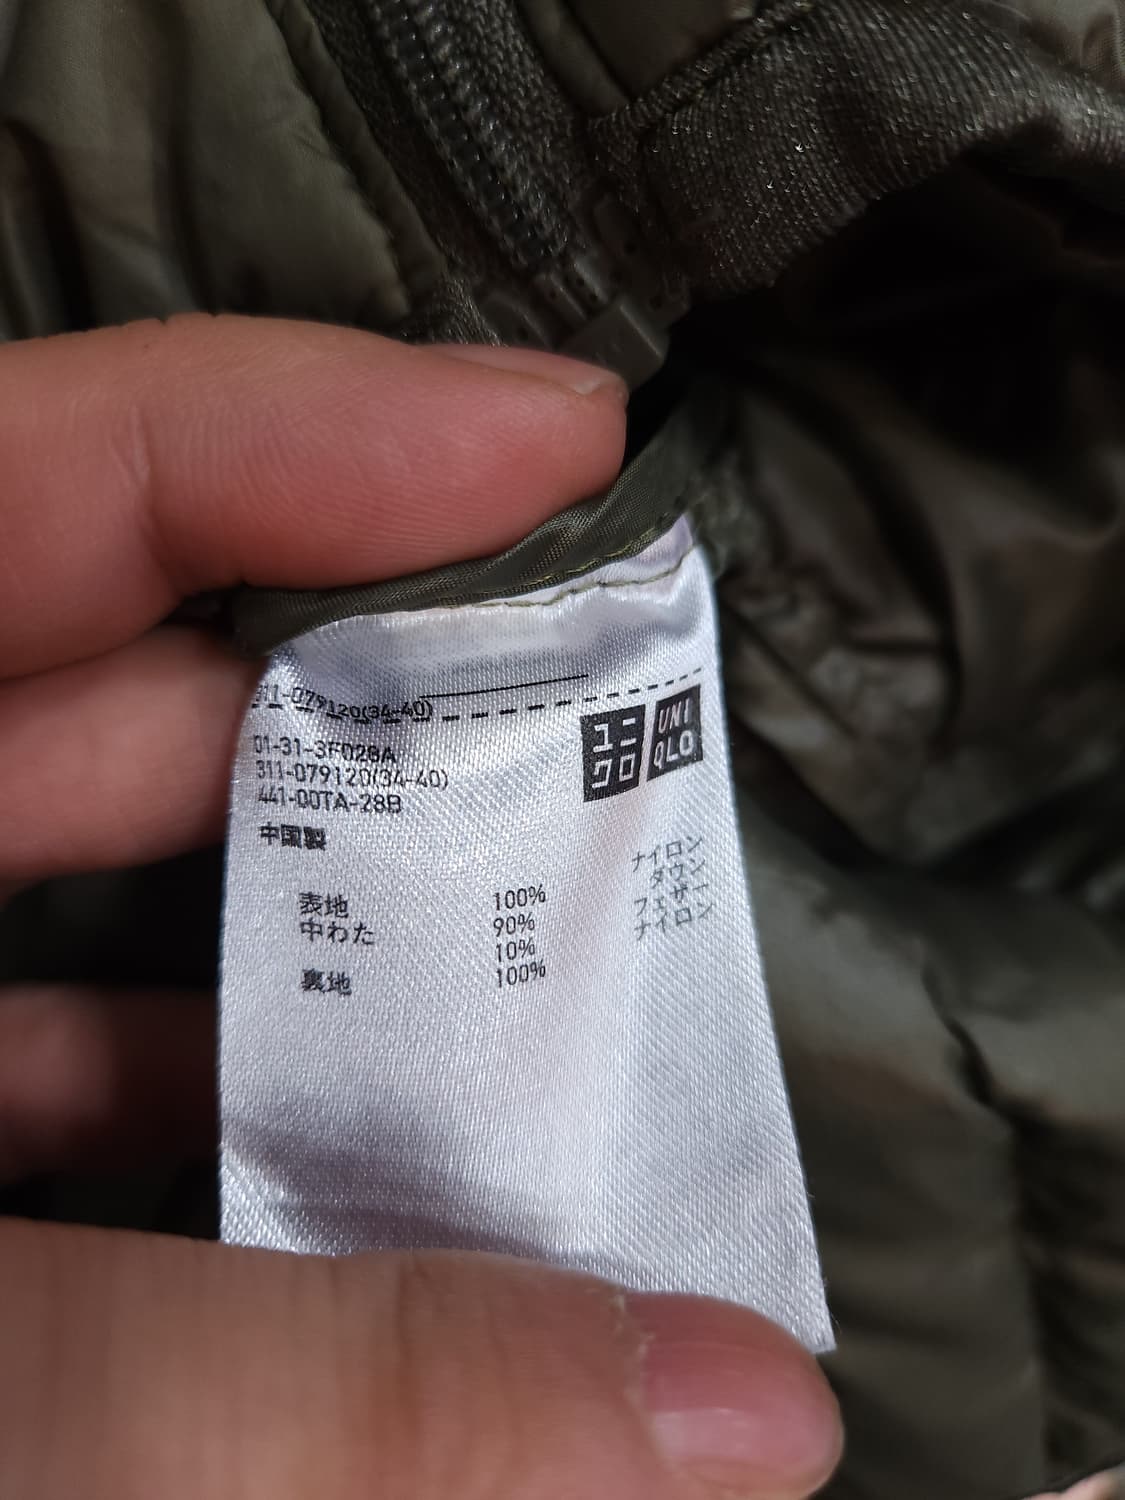 311-079120(34-40)
01-31-3F028A
311-079120(34-40)
441-00TA-28B
ユニ
クロ
UNI
QLO
中国製
表地 100% ナイロン
中わた 90% ダウン
10% フェザー
裏地 100% ナイロン